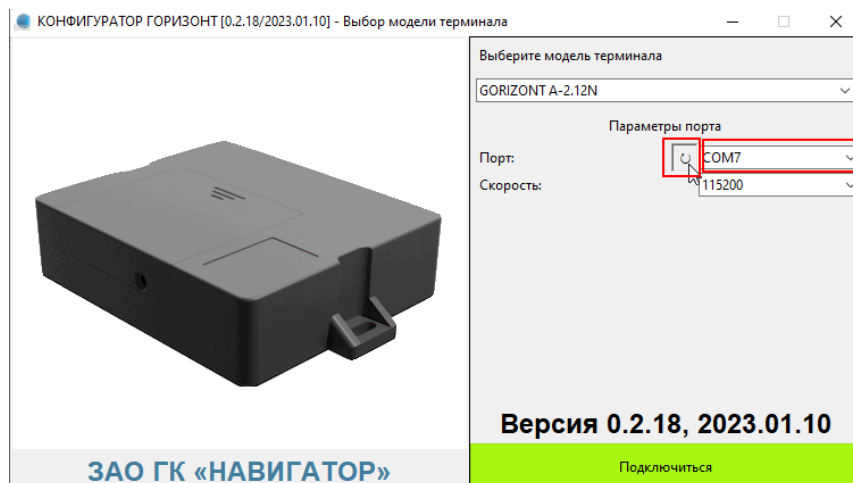 КОНФИГУРАТОР ГОРИЗОНТ [0.2.18/2023.01.10] - Выбор модели терминала
Выберите модель терминала
GORIZONT A-2.12N
Параметры порта
Порт:
COM7
Скорость:
115200
Версия 0.2.18, 2023.01.10
ЗАО ГК «НАВИГАТОР»
Подключиться